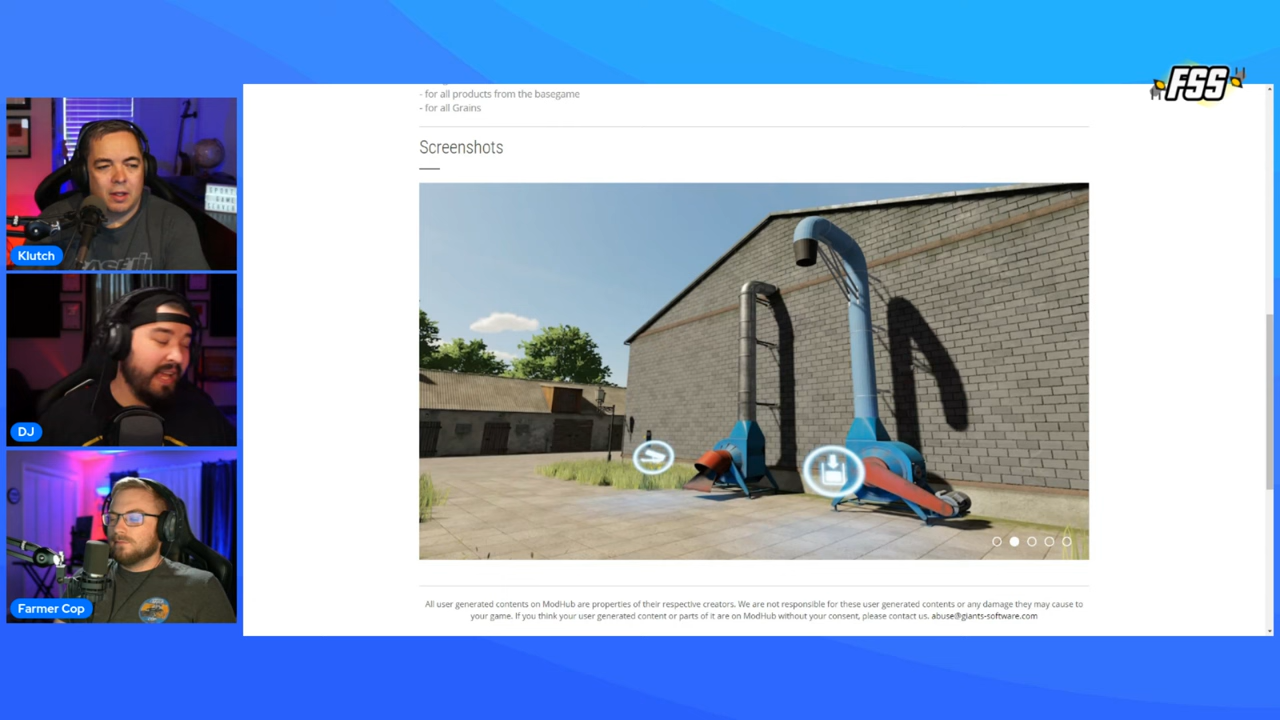 FSS
- for all products from the basegame
- for all Grains
Screenshots
Klutch
SPORT
GAME
SERVER
DJ
Farmer Cop
All user generated contents on ModHub are properties of their respective creators. We are not responsible for these user generated contents or any damage they may cause to
your game. If you think your user generated content or parts of it are on ModHub without your consent, please contact us. abuse@giants-software.com